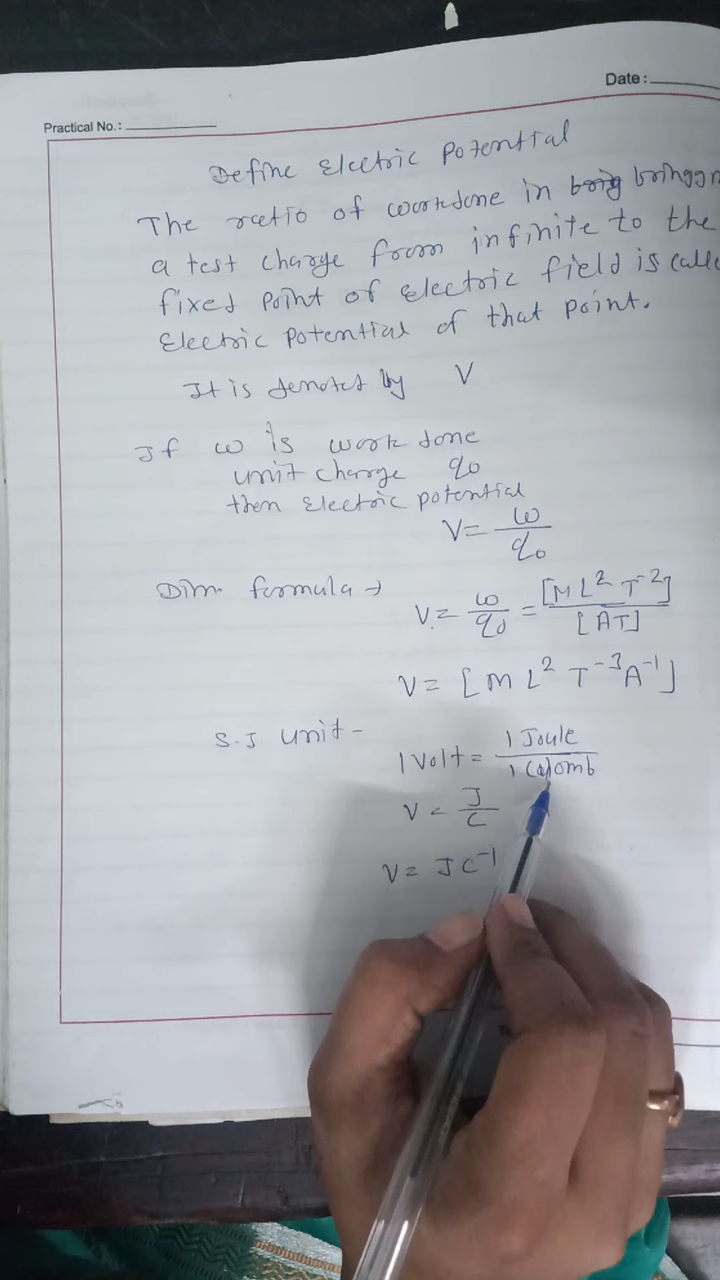 Date:
Practical No.:
Define Electric Potential
The ratio of workdone in bringgn
a test charge from infinite to the
fixed Point of Electric field is calle
Electric Potential of that point.
It is denoted by V
If w is work done
unit charge q₀
then Electric potential
V= w/q₀
Dim. formula → V= w/q₀ = [ML²T⁻²]/[AT]
V= [ML²T⁻³A⁻¹]
S.I unit - 1 Volt = 1 Joule/1 Colomb
V = J/C
V= JC⁻¹